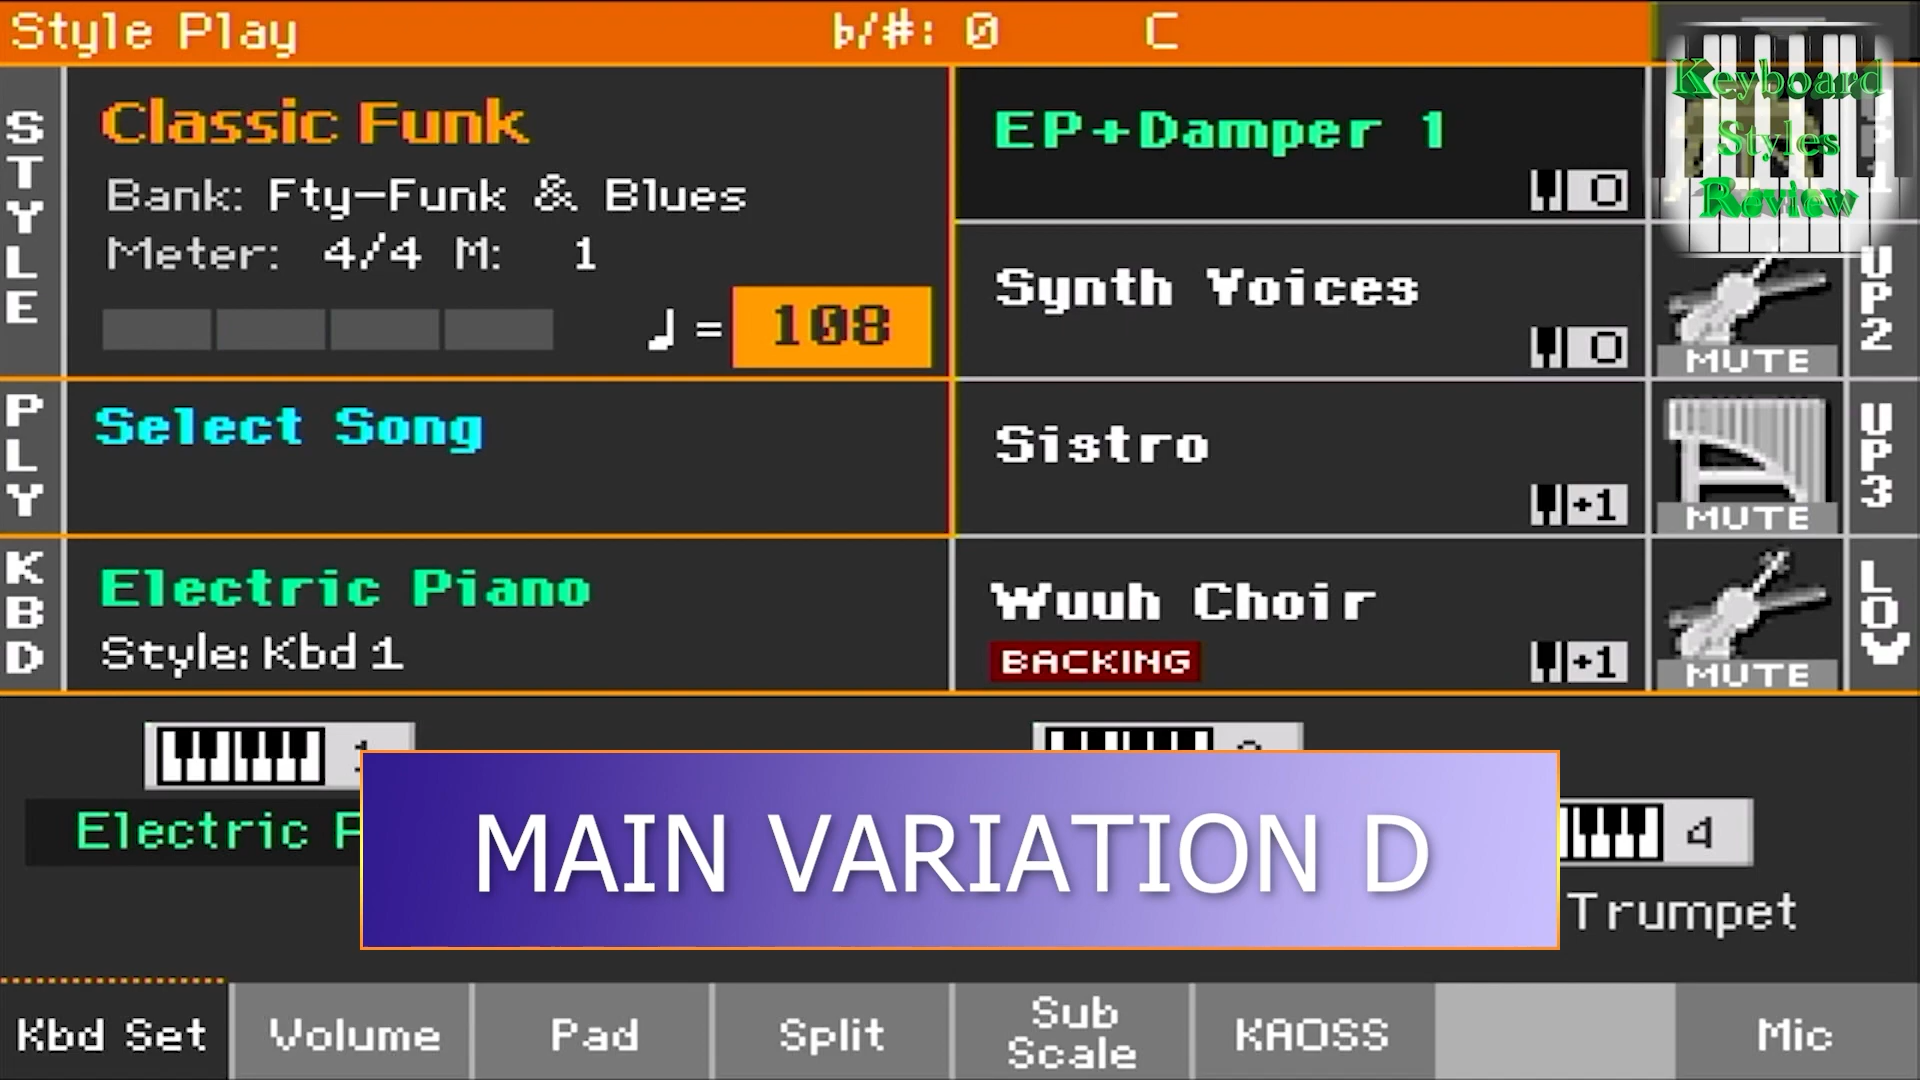 Style Play
♭/#: 0
C
Keyboard
Styles
Review
STYLE
Classic Funk
Bank: Fty-Funk & Blues
Meter: 4/4 M: 1
♩ = 108
EP+Damper 1
0
Synth Voices
0
MUTE
UP2
PLY
Select Song
Sistro
+1
MUTE
UP3
KBD
Electric Piano
Style: Kbd 1
Wuuh Choir
BACKING
+1
MUTE
LOW
1
Electric
MAIN VARIATION D
4
Trumpet
Kbd Set
Volume
Pad
Split
Sub
Scale
KAOSS
Mic